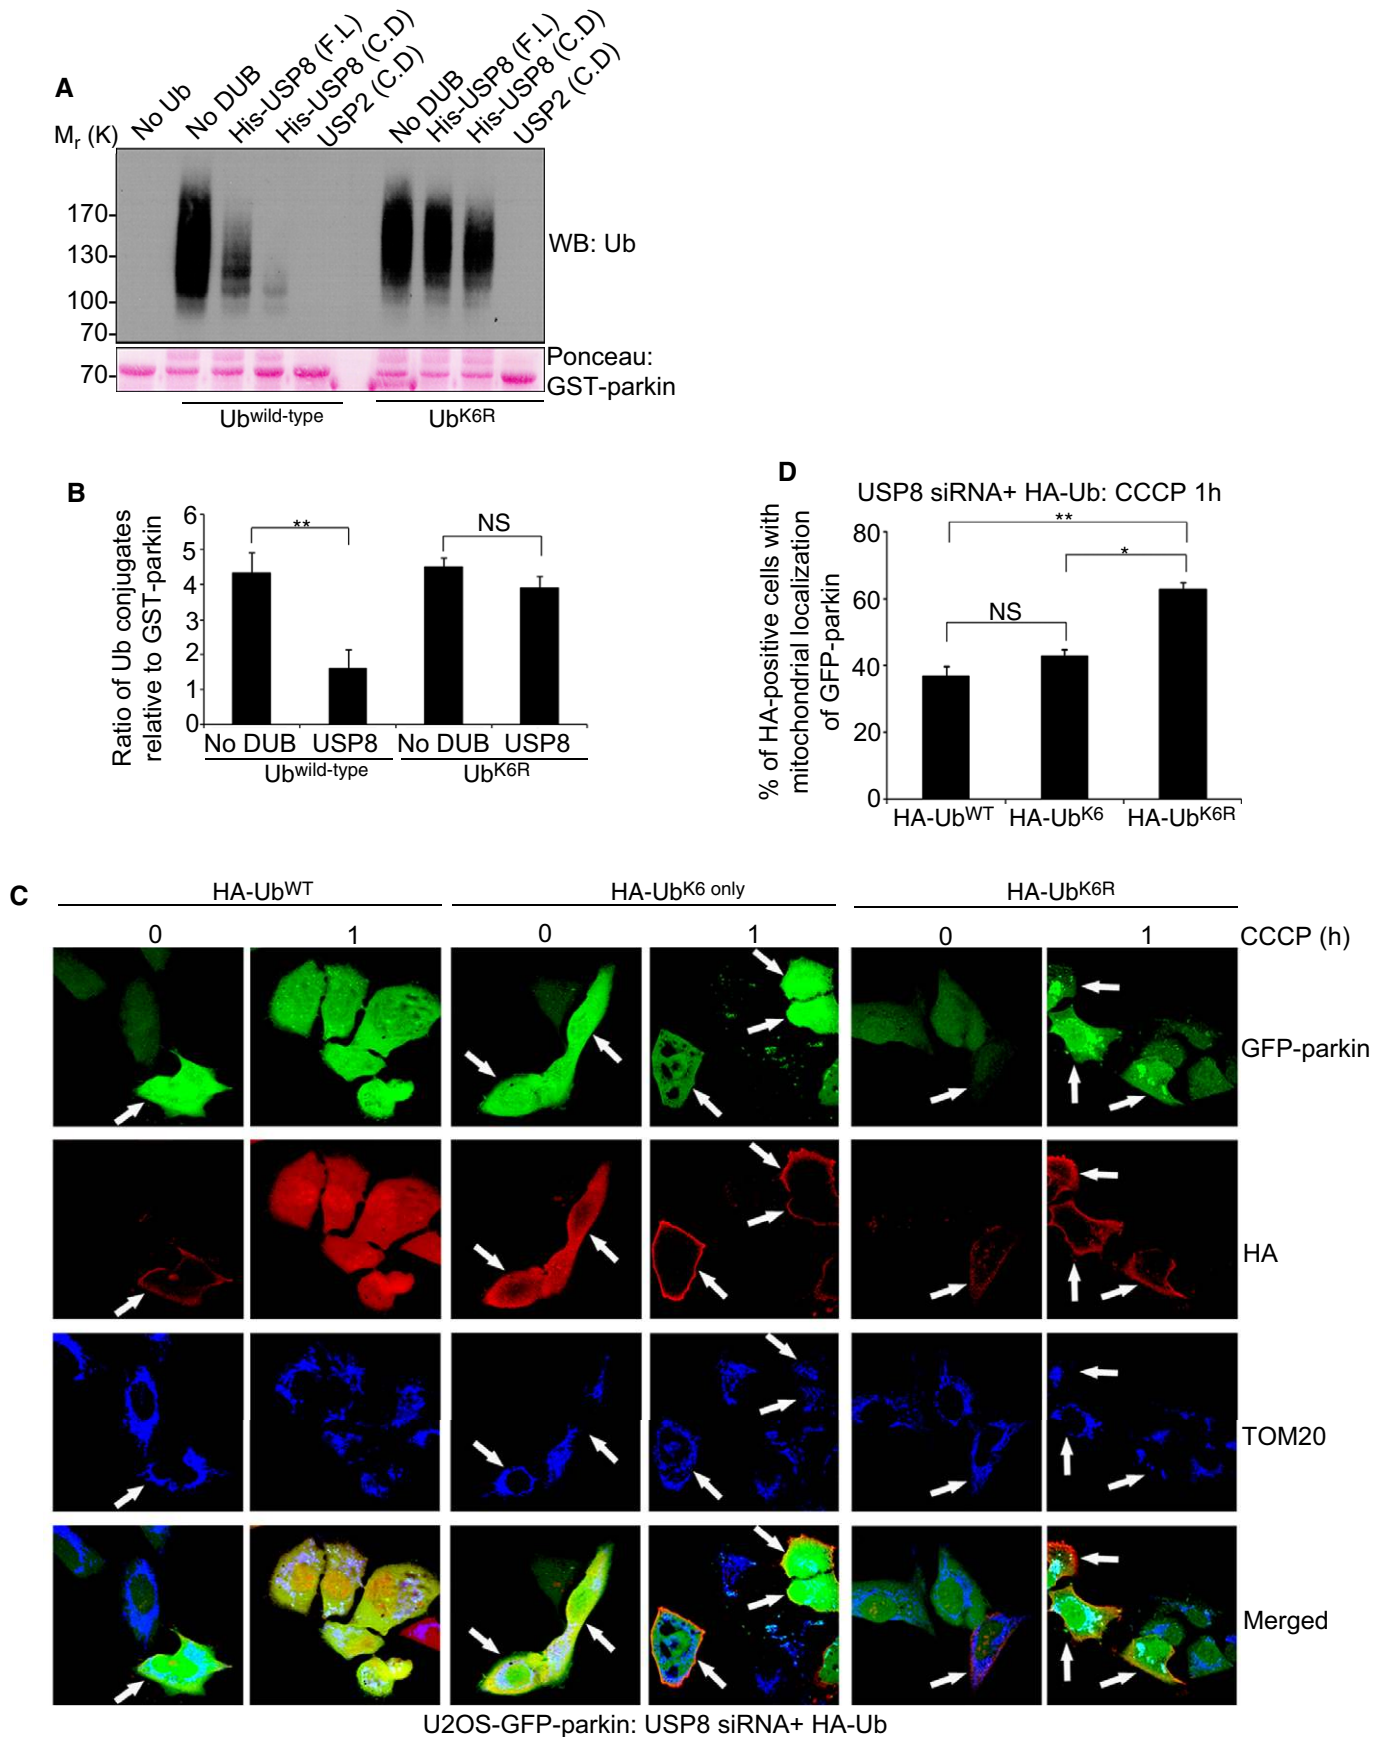 A
No Ub
No DUB
His-USP8 (F.L)
His-USP8 (C.D)
USP2 (C.D)
No DUB
His-USP8 (F.L)
His-USP8 (C.D)
USP2 (C.D)
Mr (K)
170
130
100
70
WB: Ub
70
Ponceau:
GST-parkin
Ubwild-type
UbK6R
B
Ratio of Ub conjugates
relative to GST-parkin
6
5
4
3
2
1
0
**
NS
No DUB USP8 No DUB USP8
Ubwild-type
UbK6R
D
USP8 siRNA+ HA-Ub: CCCP 1h
% of HA-positive cells with
mitochondrial localization
of GFP-parkin
80
60
40
20
0
**
*
NS
HA-UbWT HA-UbK6 HA-UbK6R
C
HA-UbWT
HA-UbK6 only
HA-UbK6R
0 1 0 1 0 1 CCCP (h)
GFP-parkin
HA
TOM20
Merged
U2OS-GFP-parkin: USP8 siRNA+ HA-Ub